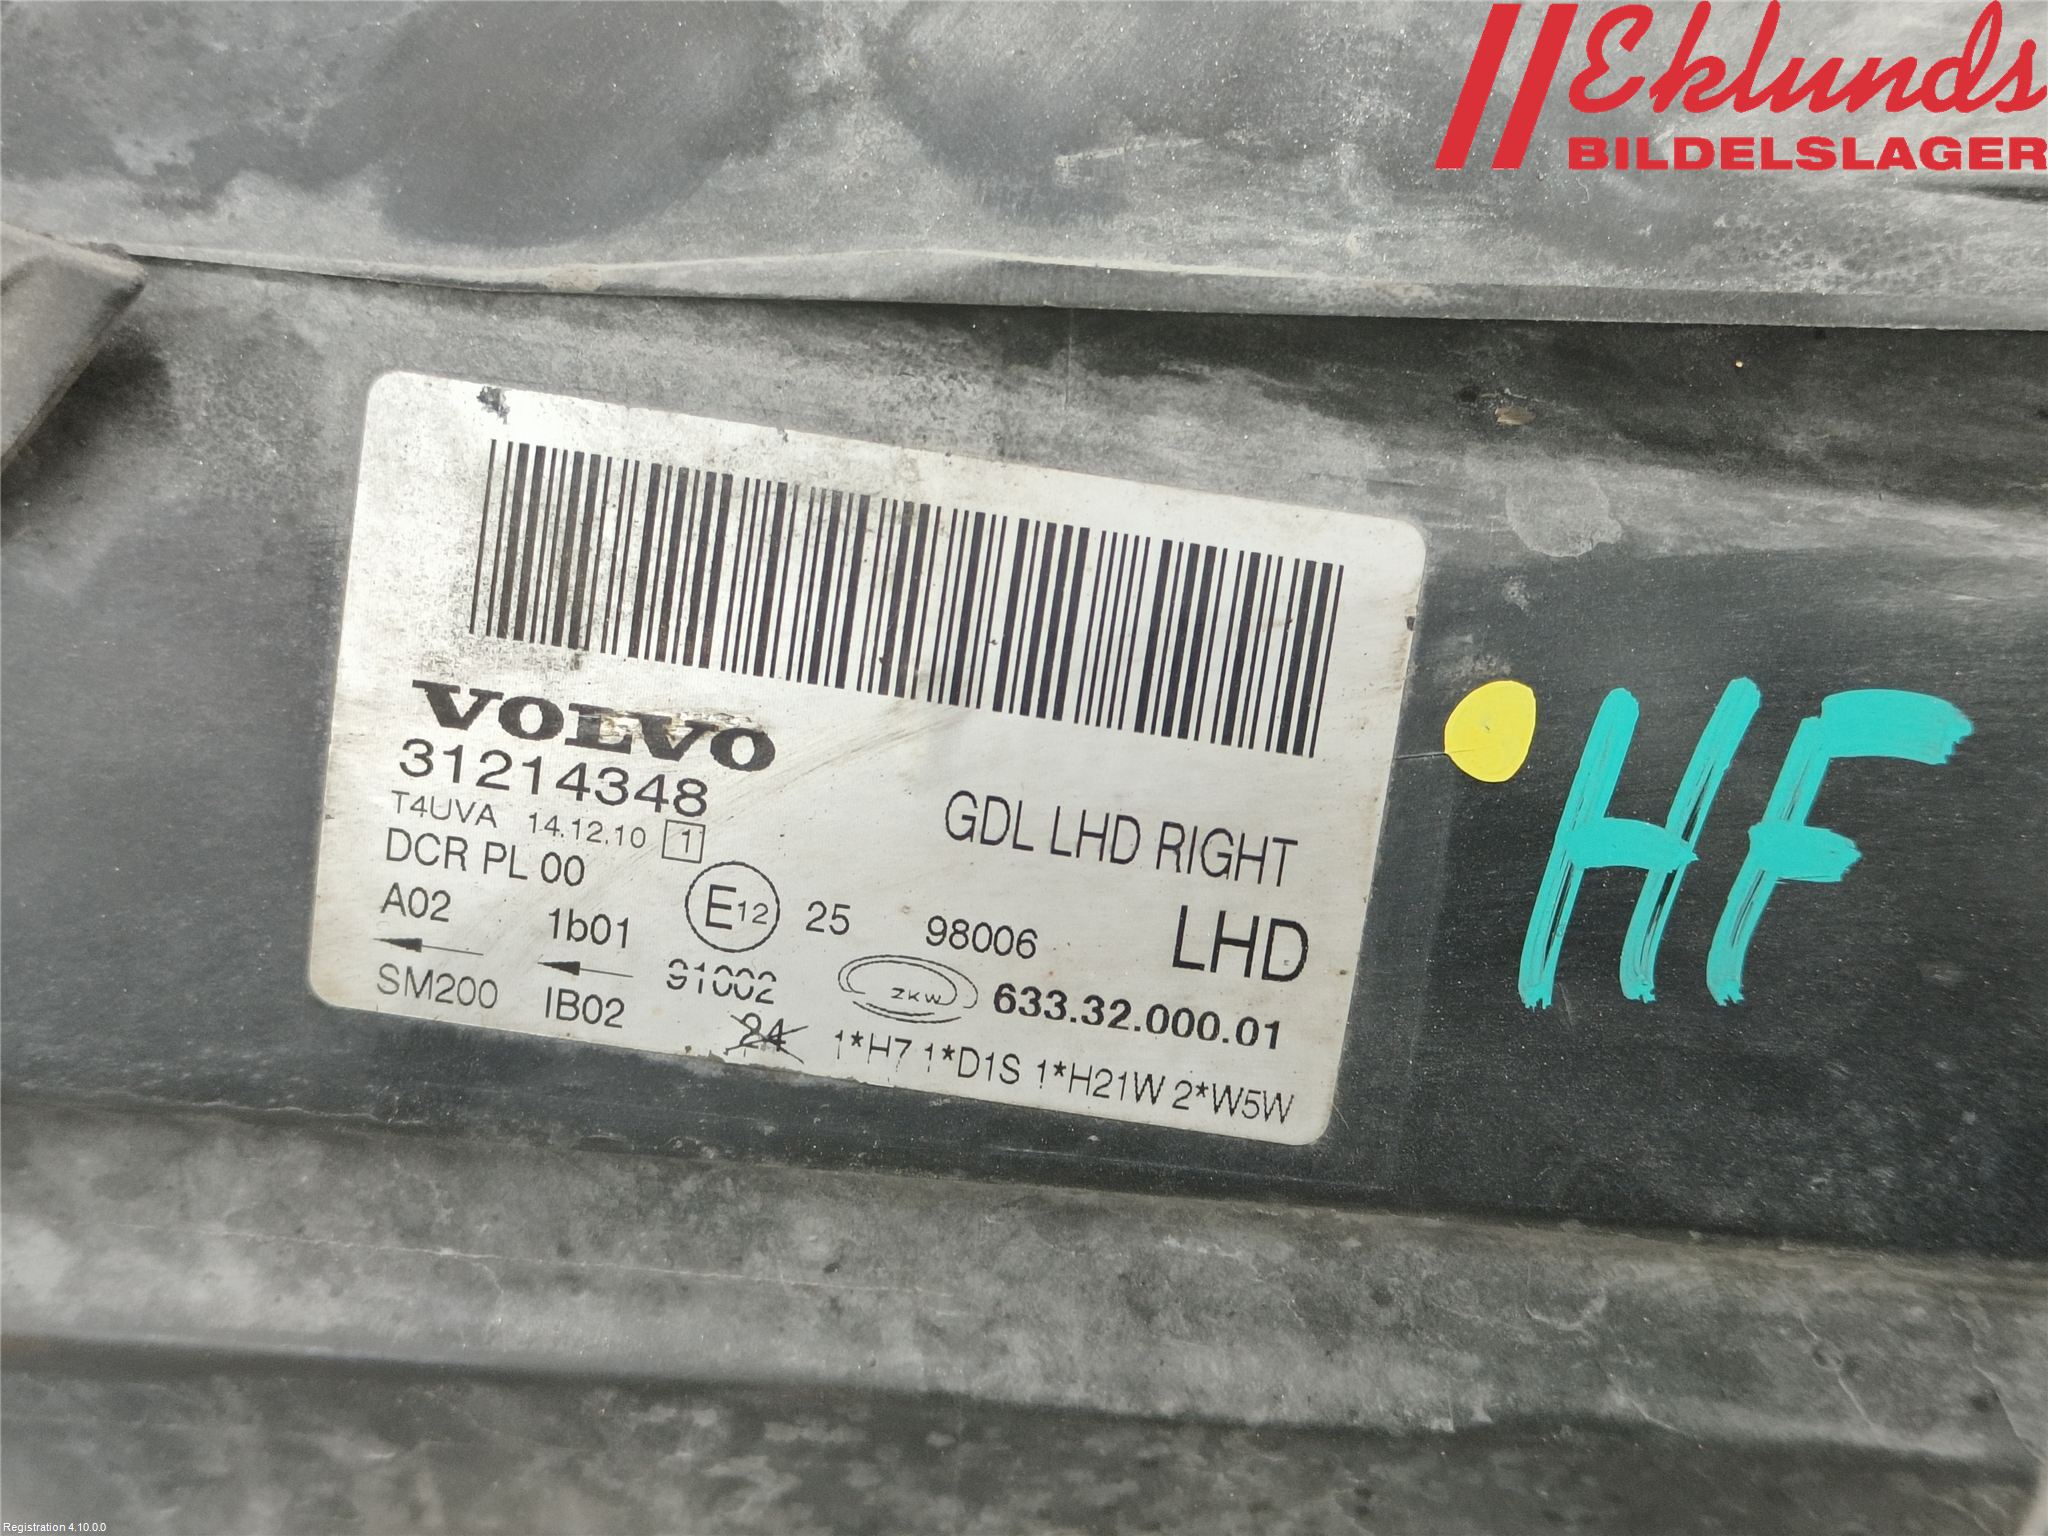 Eklunds
BILDELSLAGER
VOLVO
31214348
T4UVA 14.12.10 1
DCR PL 00
GDL LHD RIGHT
A02 1b01 E12 25 98006 LHD
SM200 IB02 91002 ZKW 633.32.000.01
24 1*H7 1*D1S 1*H21W 2*W5W
HF
Registration 4.10.0.0